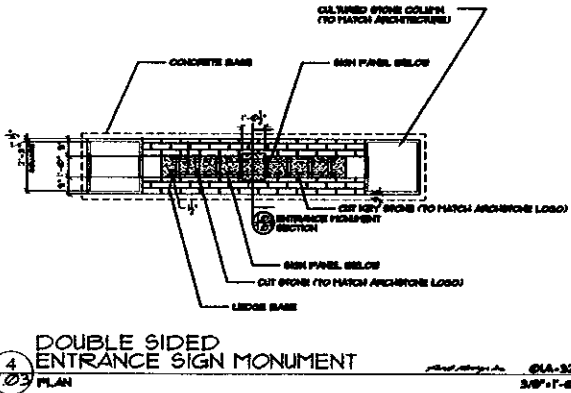 CULTURED STONE COLUMN
(TO MATCH ARCHITECTURE)
CONCRETE BASE
SIGN PANEL BELOW
CUT KEY STONE (TO MATCH ARCHSTONE LOGO)
ENTRANCE MONUMENT
SECTION
SIGN PANEL BELOW
CUT STONE (TO MATCH ARCHSTONE LOGO)
LEDGE BASE
DOUBLE SIDED
ENTRANCE SIGN MONUMENT
4
PLAN